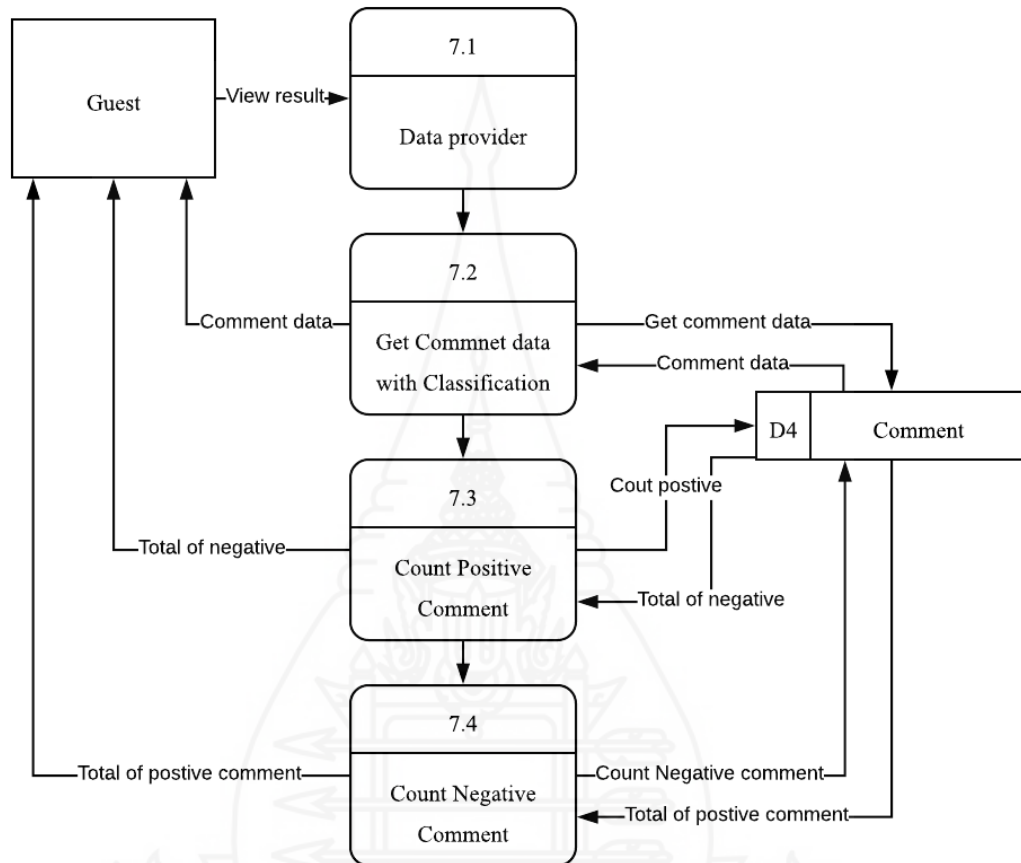 7.1
Guest
View result
Data provider
7.2
Comment data
Get comment data
Get Commnet data
with Classification
Comment data
D4
Comment
7.3
Cout postive
Total of negative
Count Positive
Comment
Total of negative
7.4
Total of postive comment
Count Negative comment
Count Negative
Comment
Total of postive comment